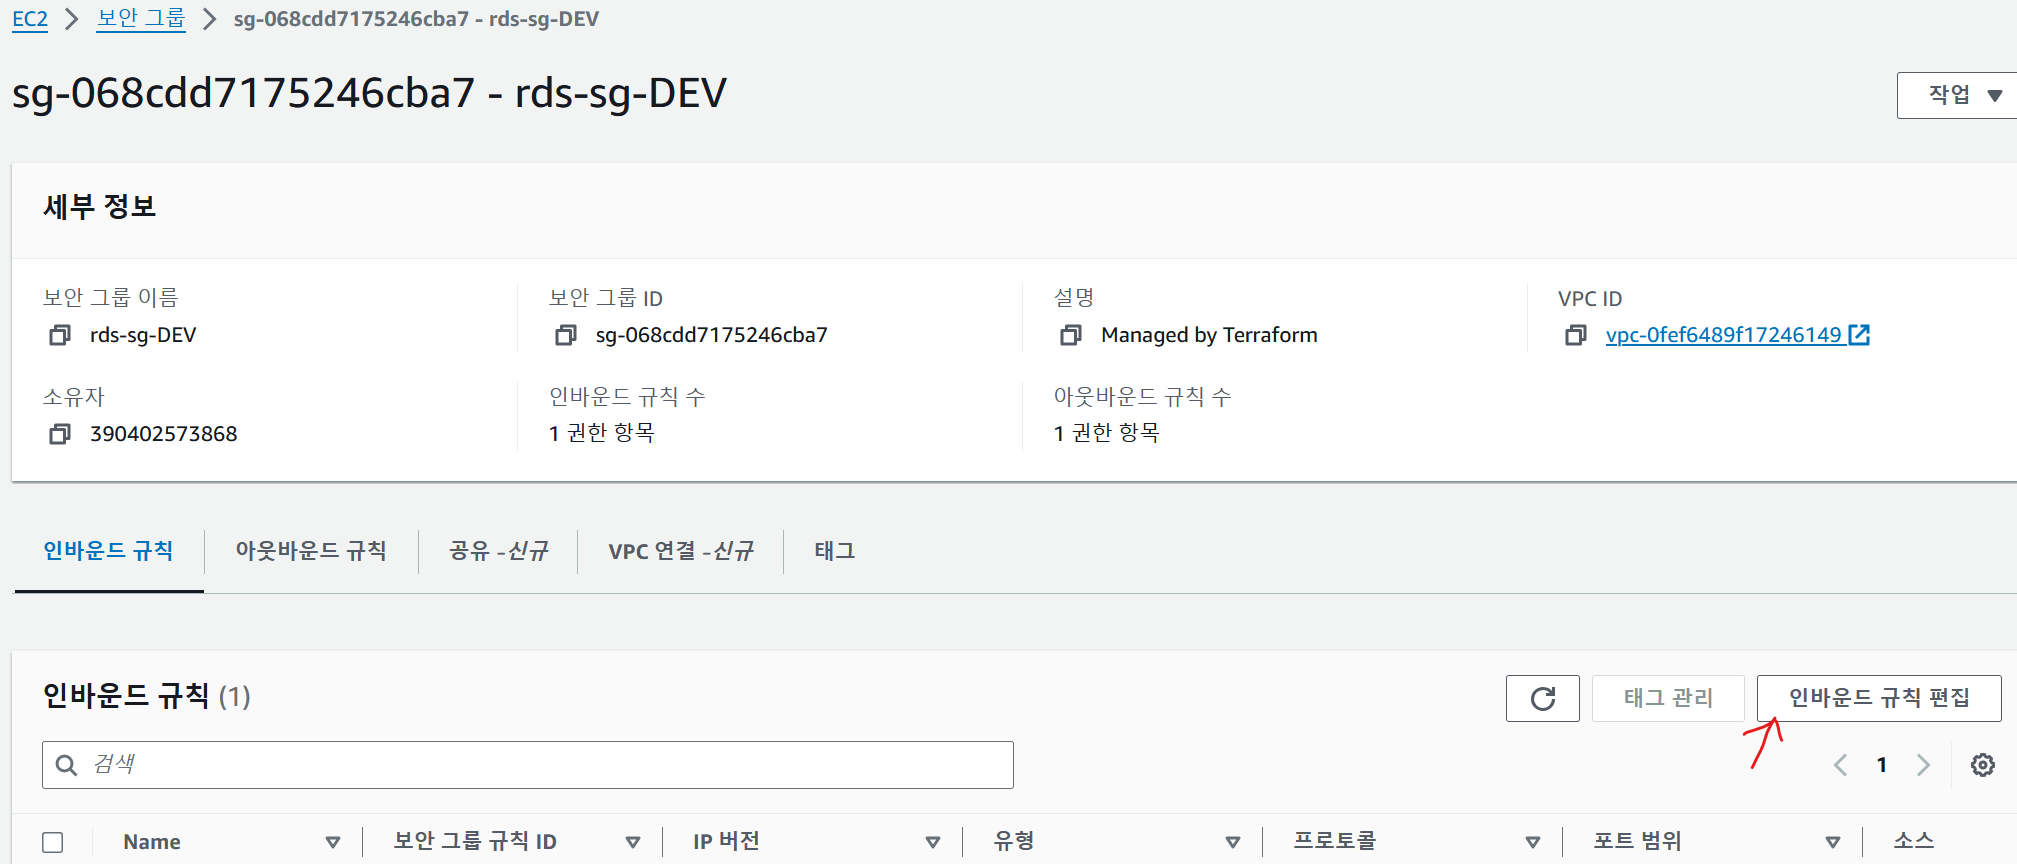 EC2 > 보안 그룹 > sg-068cdd7175246cba7 - rds-sg-DEV
sg-068cdd7175246cba7 - rds-sg-DEV
작업
세부 정보
보안 그룹 이름
rds-sg-DEV
보안 그룹 ID
sg-068cdd7175246cba7
설명
Managed by Terraform
VPC ID
vpc-0fef6489f17246149
소유자
390402573868
인바운드 규칙 수
1 권한 항목
아웃바운드 규칙 수
1 권한 항목
인바운드 규칙
아웃바운드 규칙
공유 -신규
VPC 연결 -신규
태그
인바운드 규칙 (1)
태그 관리
인바운드 규칙 편집
검색
1
Name
보안 그룹 규칙 ID
IP 버전
유형
프로토콜
포트 범위
소스